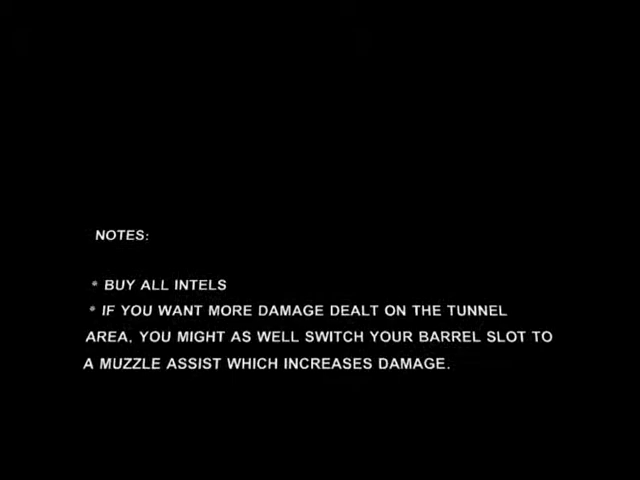 NOTES:
* BUY ALL INTELS
* IF YOU WANT MORE DAMAGE DEALT ON THE TUNNEL
AREA, YOU MIGHT AS WELL SWITCH YOUR BARREL SLOT TO
A MUZZLE ASSIST WHICH INCREASES DAMAGE.